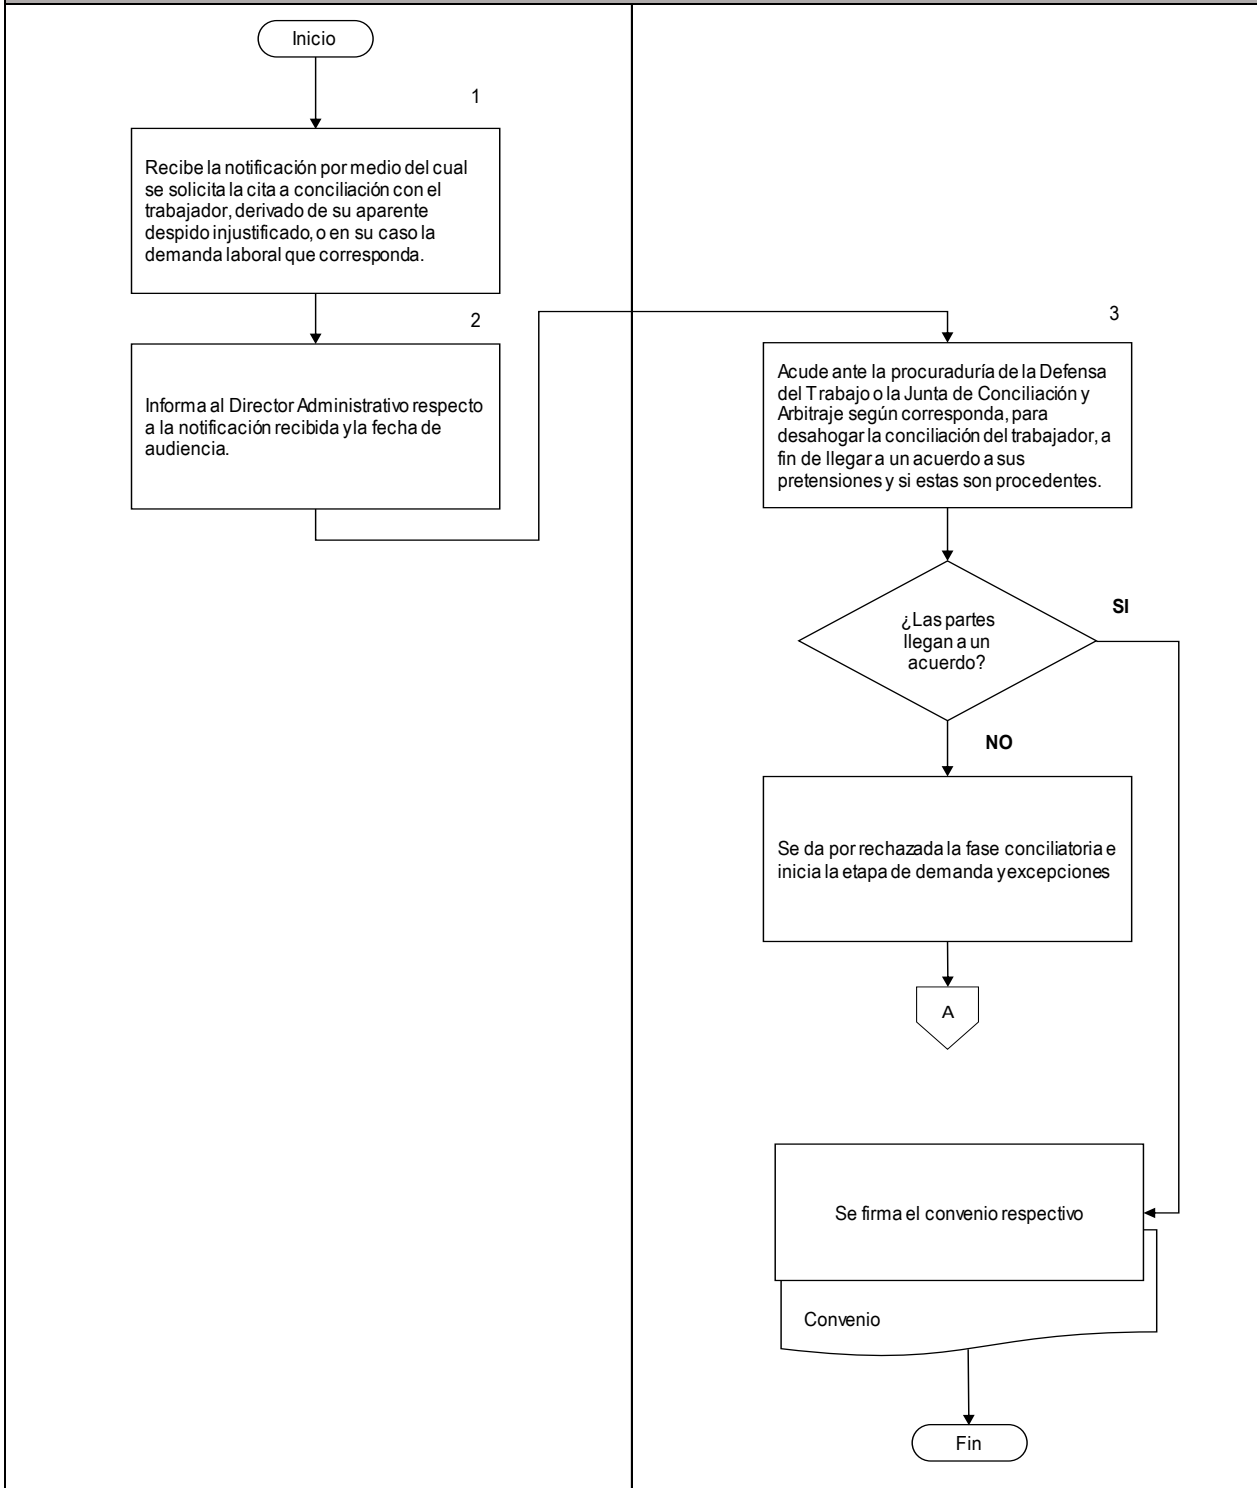 Inicio
1
Recibe la notificación por medio del cual
se solicita la cita a conciliación con el
trabajador, derivado de su aparente
despido injustificado, o en su caso la
demanda laboral que corresponda.
2
Informa al Director Administrativo respecto
a la notificación recibida y la fecha de
audiencia.
3
Acude ante la procuraduría de la Defensa
del Trabajo o la Junta de Conciliación y
Arbitraje según corresponda, para
desahogar la conciliación del trabajador, a
fin de llegar a un acuerdo a sus
pretensiones y si estas son procedentes.
¿Las partes
llegan a un
acuerdo?
SI
NO
Se da por rechazada la fase conciliatoria e
inicia la etapa de demanda y excepciones
A
Se firma el convenio respectivo
Convenio
Fin